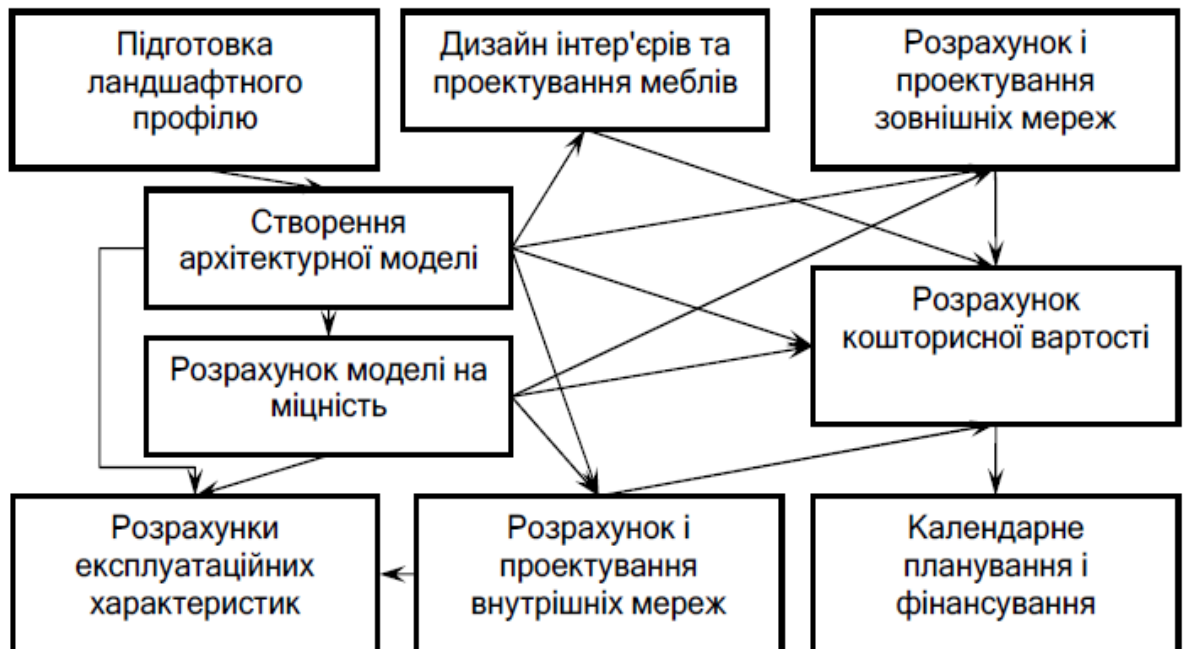 Підготовка
ландшафтного
профілю
Дизайн інтер'єрів та
проектування меблів
Розрахунок і
проектування
зовнішніх мереж
Створення
архітектурної моделі
Розрахунок
кошторисної вартості
Розрахунок моделі на
міцність
Розрахунки
експлуатаційних
характеристик
Розрахунок і
проектування
внутрішніх мереж
Календарне
планування і
фінансування